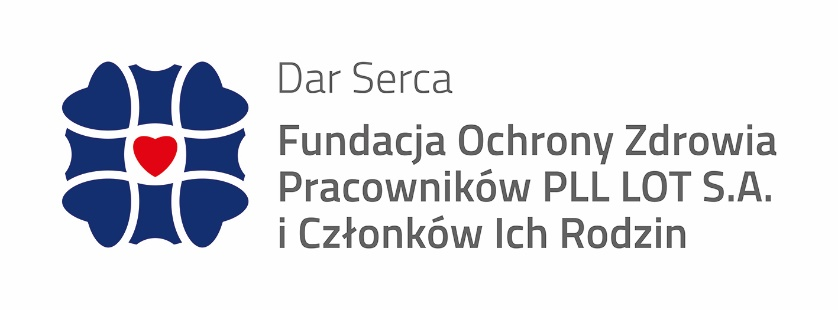 Dar Serca
Fundacja Ochrony Zdrowia
Pracowników PLL LOT S.A.
i Członków Ich Rodzin